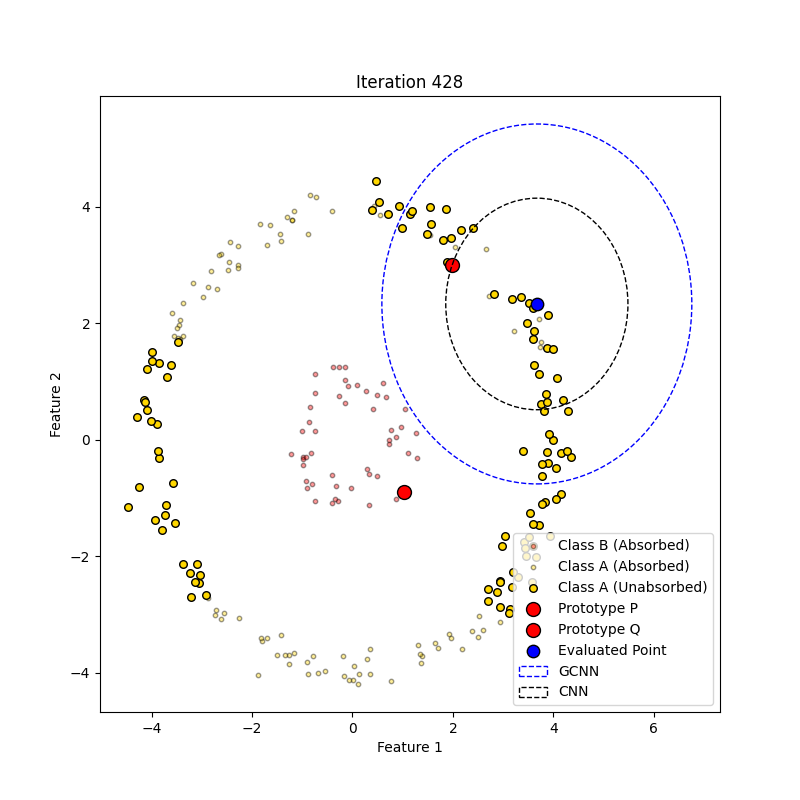 Iteration 428
Feature 2
4
2
0
−2
−4
Class B (Absorbed)
Class A (Absorbed)
Class A (Unabsorbed)
Prototype P
Prototype Q
Evaluated Point
GCNN
CNN
−4 −2 0 2 4 6
Feature 1